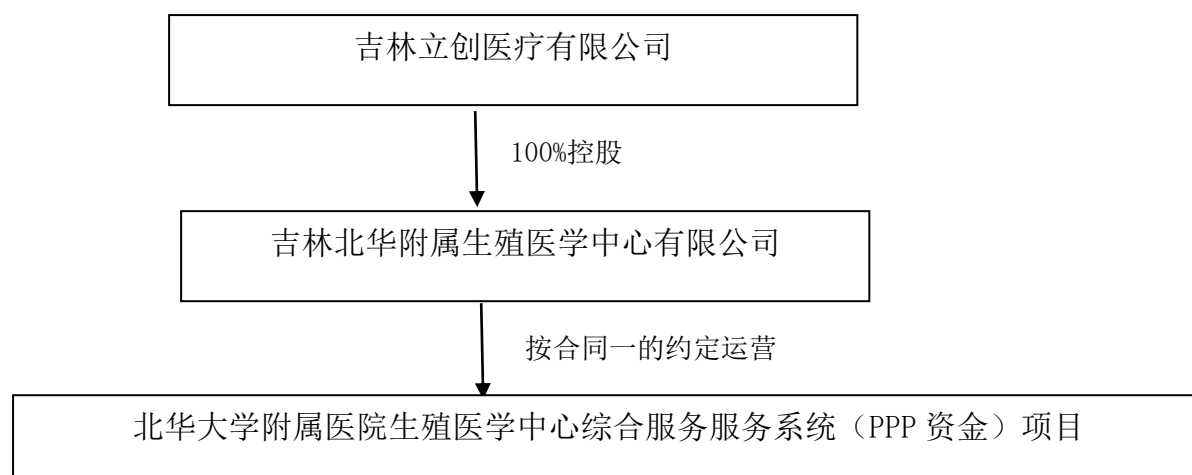 吉林立创医疗有限公司
100%控股
吉林北华附属生殖医学中心有限公司
按合同一的约定运营
北华大学附属医院生殖医学中心综合服务服务系统（PPP 资金）项目